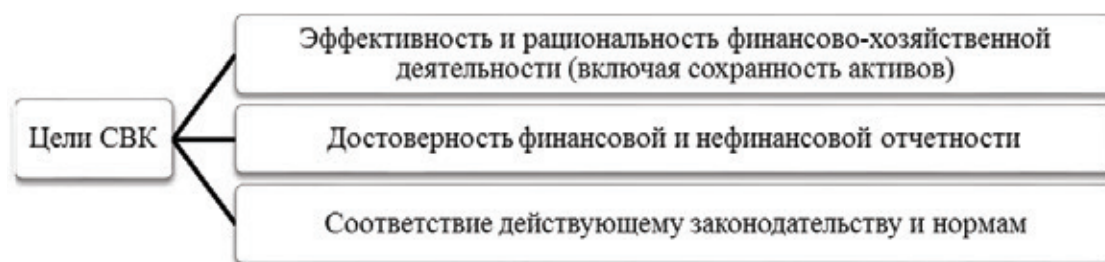 Цели СВК
Эффективность и рациональность финансово-хозяйственной
деятельности (включая сохранность активов)
Достоверность финансовой и нефинансовой отчетности
Соответствие действующему законодательству и нормам